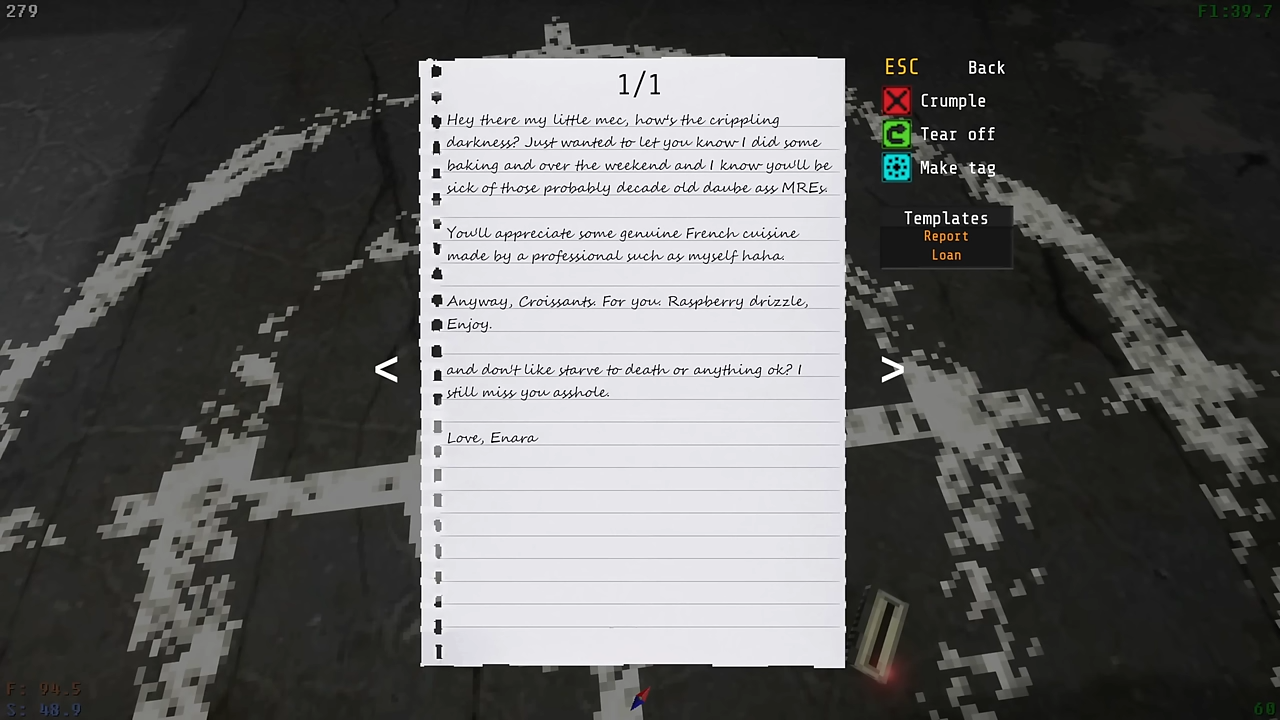 279
F1:39.7
1/1
ESC Back
Crumple
Tear off
Make tag
Templates
Report
Loan
Hey there my little mec, how's the crippling
darkness? Just wanted to let you know I did some
baking and over the weekend and I know you'll be
sick of those probably decade old daube ass MREs.
You'll appreciate some genuine French cuisine
made by a professional such as myself haha.
Anyway, Croissants. For you. Raspberry drizzle,
Enjoy.
and don't like starve to death or anything ok? I
still miss you asshole.
Love, Enara
<
>
F: 94.5
S: 48.9
60